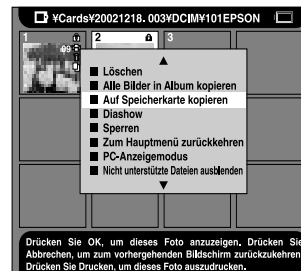 ¥Cards¥20021218. 003¥DCIM¥101EPSON
1
2
3
Löschen
Alle Bilder in Album kopieren
Auf Speicherkarte kopieren
Diashow
Sperren
Zum Hauptmenü zurückkehren
PC-Anzeigemodus
Nicht unterstützte Dateien ausblenden
Drücken Sie OK, um dieses Foto anzuzeigen. Drücken Sie
Abbrechen, um zum vorhergehenden Bildschirm zurückzukehren.
Drücken Sie Drucken, um dieses Foto auszudrucken.